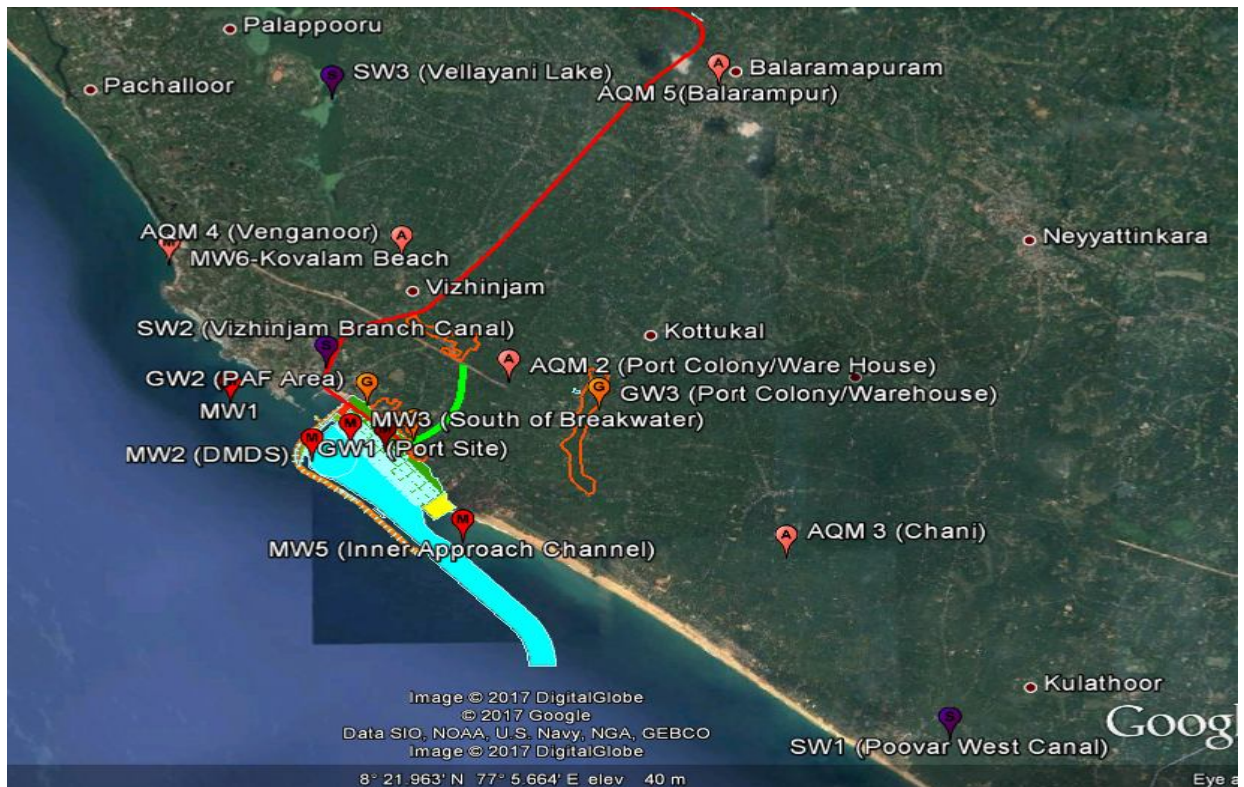 Palappooru
Pachalloor
S
SW3 (Vellayani Lake)
A
Balaramapuram
AQM 5(Balarampur)
AQM 4 (Venganoor)
A
M
MW6-Kovalam Beach
Neyyattinkara
Vizhinjam
SW2 (Vizhinjam Branch Canal)
S
Kottukal
A
AQM 2 (Port Colony/Ware House)
GW2 (PAF Area)
G
G
GW3 (Port Colony/Warehouse)
MW1
M
MW3 (South of Breakwater)
M
MW2 (DMDS)
GW1 (Port Site)
M
MW5 (Inner Approach Channel)
A
AQM 3 (Chani)
Kulathoor
S
SW1 (Poovar West Canal)
Image © 2017 DigitalGlobe
© 2017 Google
Data SIO, NOAA, U.S. Navy, NGA, GEBCO
Image © 2017 DigitalGlobe
Googl
8° 21.963' N 77° 5.664' E elev 40 m
Eye a